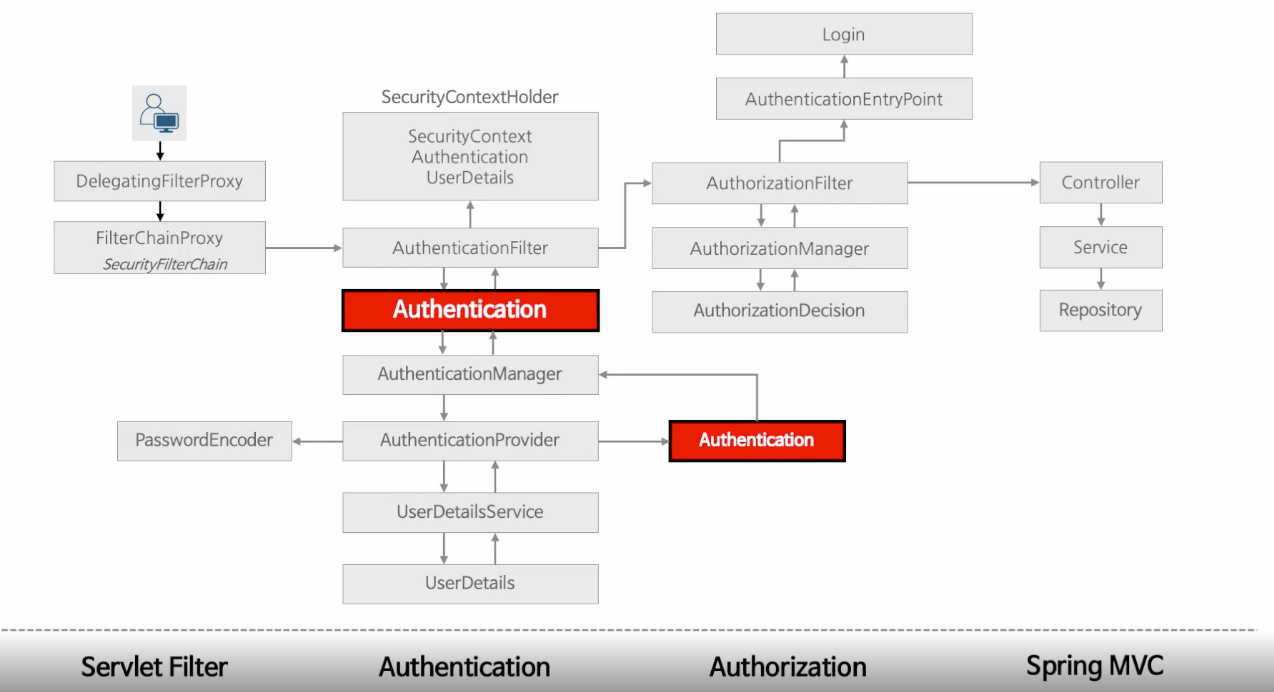 DelegatingFilterProxy
FilterChainProxy
SecurityFilterChain
SecurityContextHolder
SecurityContext
Authentication
UserDetails
AuthenticationFilter
Authentication
AuthenticationManager
PasswordEncoder
AuthenticationProvider
Authentication
UserDetailsService
UserDetails
Login
AuthenticationEntryPoint
AuthorizationFilter
AuthorizationManager
AuthorizationDecision
Controller
Service
Repository
Servlet Filter
Authentication
Authorization
Spring MVC